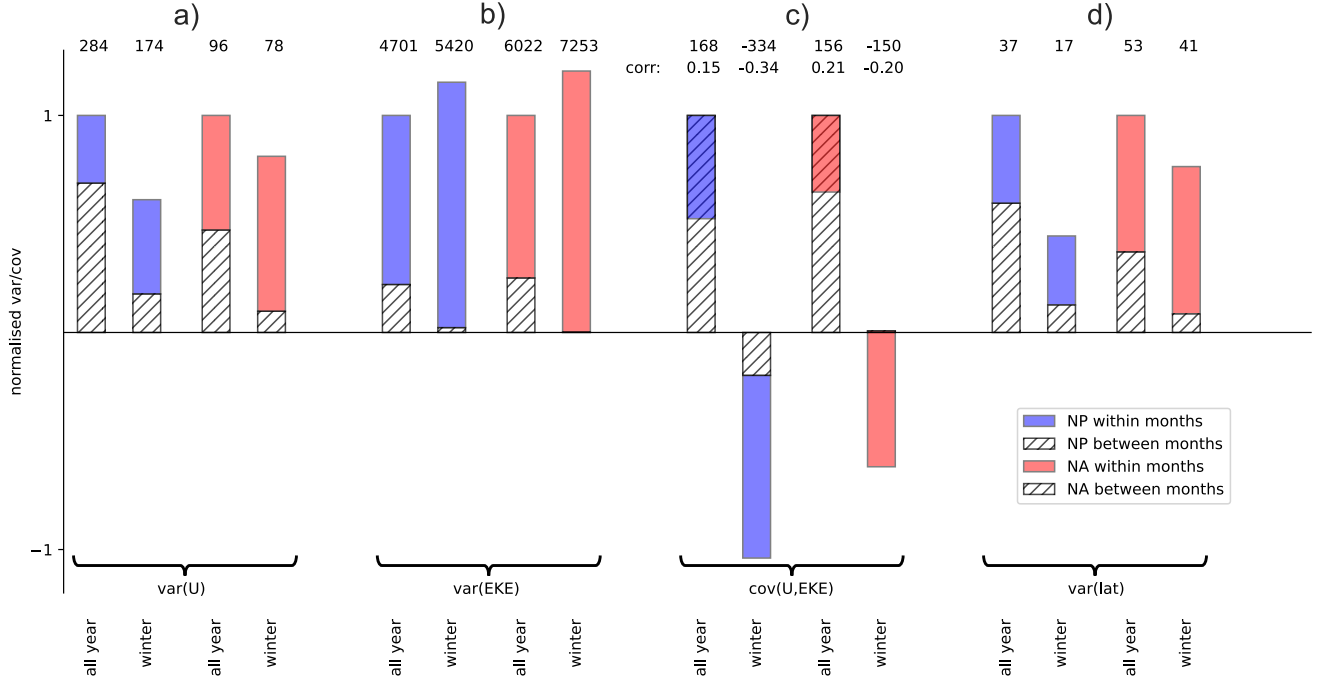 a) b) c) d)
284 174 96 78 4701 5420 6022 7253 168 -334 156 -150 37 17 53 41
corr: 0.15 -0.34 0.21 -0.20
1
normalised var/cov
NP within months
NP between months
NA within months
NA between months
−1
var(U) var(EKE) cov(U,EKE) var(lat)
all year winter all year winter all year winter all year winter all year winter all year winter all year winter all year winter